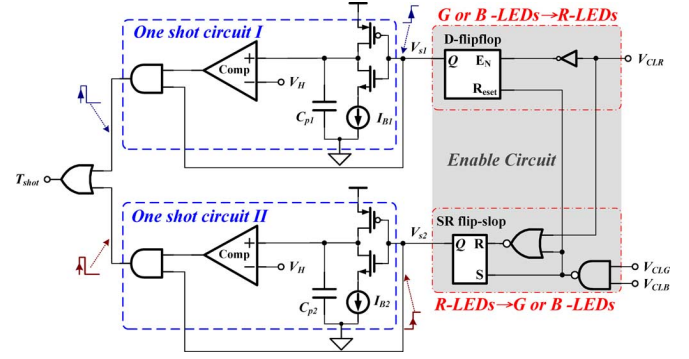 One shot circuit I
G or B -LEDs→R-LEDs
D-flipflop
Comp
+
−
V_H
C_p1
I_B1
V_s1
Q
E_N
R_eset
V_CLR
T_shot
Enable Circuit
One shot circuit II
SR flip-slop
Comp
+
−
V_H
C_p2
I_B2
V_s2
Q
R
S
V_CLG
V_CLB
R-LEDs→G or B -LEDs